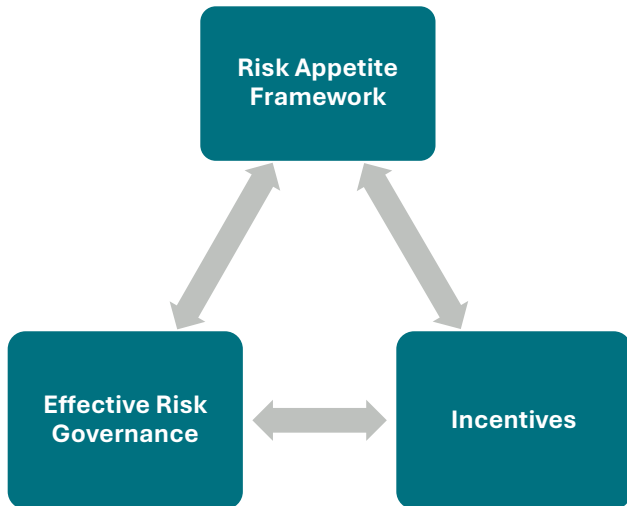 Risk Appetite
Framework
Effective Risk
Governance
Incentives